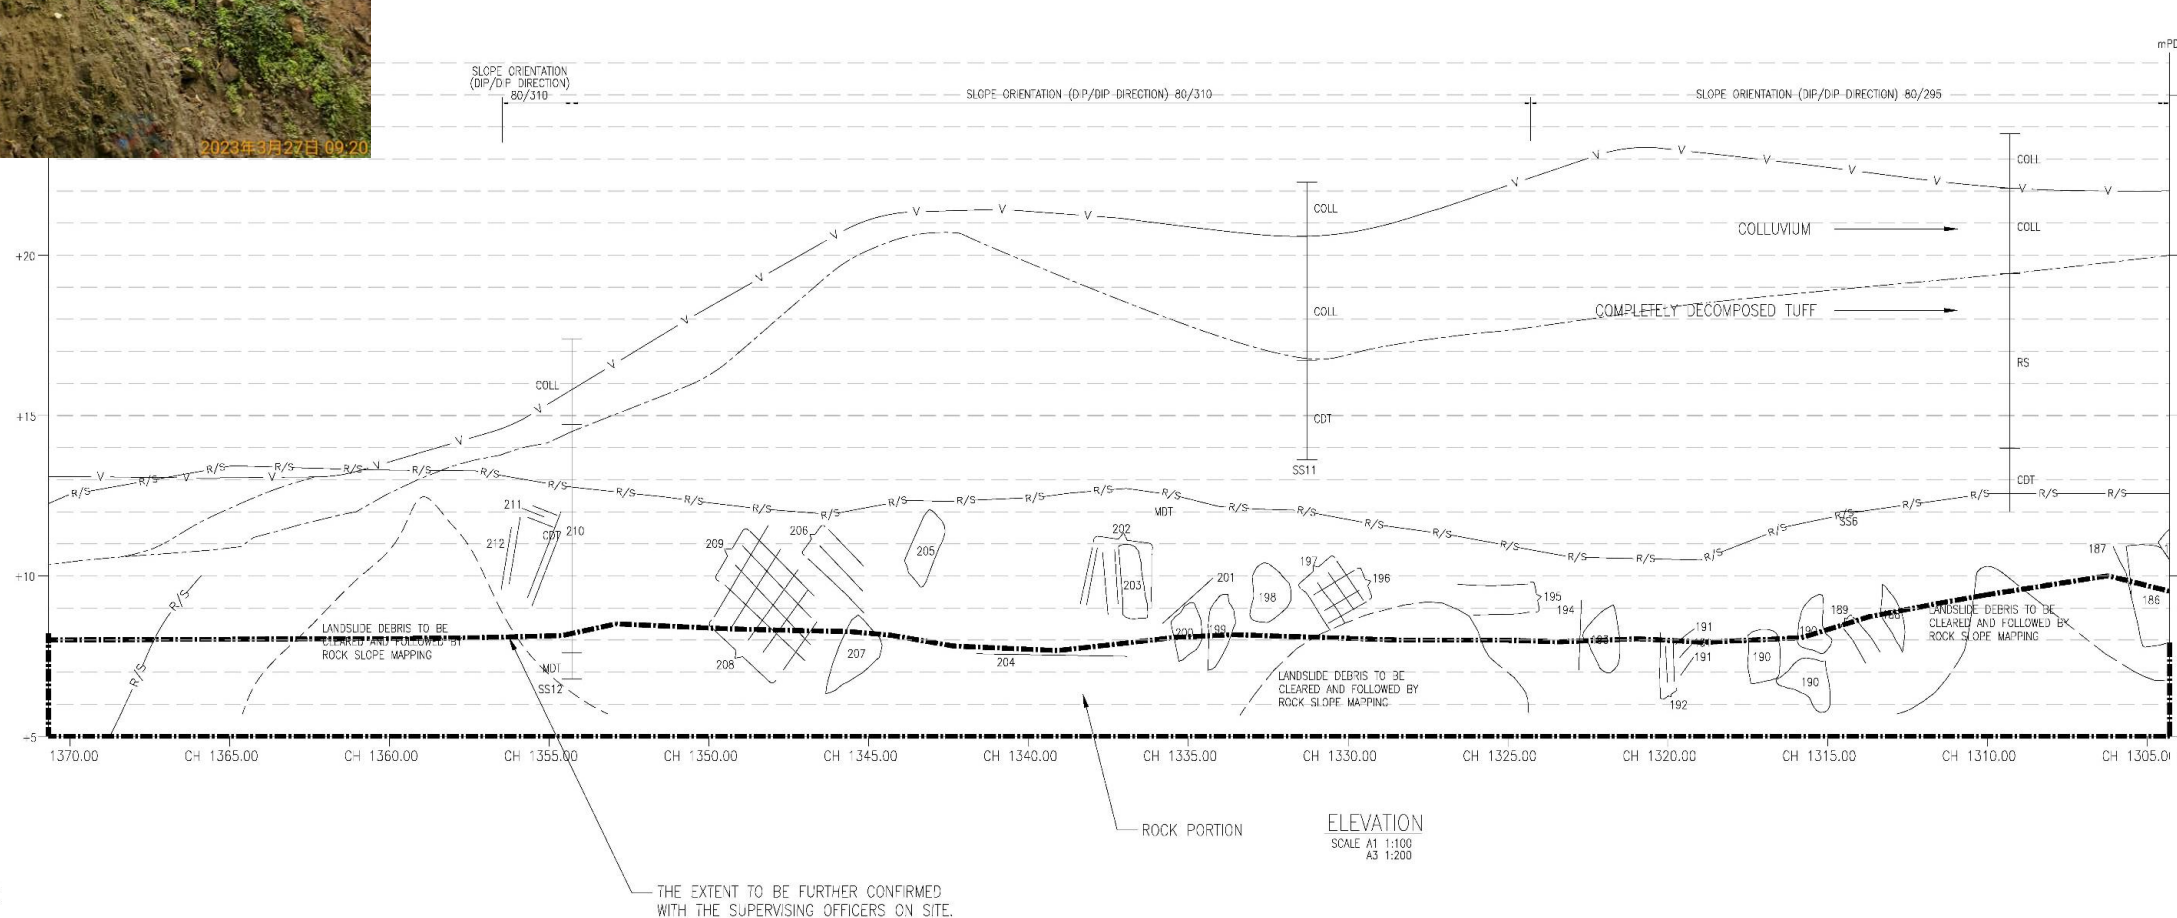 2023年3月27日 09:20
mPD
SLOPE ORIENTATION
(DIP/DIP DIRECTION)
80/310
SLOPE ORIENTATION (DIP/DIP DIRECTION) 80/310
SLOPE ORIENTATION (DIP/DIP DIRECTION) 80/295
COLL
V V V V V V V V
V V V
COLL
COLLUVIUM
COLL
V
+20
V
V
COLL
COMPLETELY DECOMPOSED TUFF
V
RS
COLL
V
+15
CDT
V
SS11
V V V V
R/S R/S R/S R/S R/S R/S R/S R/S R/S R/S R/S R/S R/S R/S R/S R/S R/S R/S R/S R/S R/S R/S R/S R/S R/S R/S R/S R/S R/S R/S R/S
CDT
211
MDT
SS6
212
CDT
210
209
206
205
202
187
+10
203
201
197
196
198
195
194
R/S
189
186
LANDSLIDE DEBRIS TO BE
CLEARED AND FOLLOWED BY
ROCK SLOPE MAPPING
LANDSLIDE DEBRIS TO BE
CLEARED AND FOLLOWED BY
ROCK SLOPE MAPPING
200
199
193
191
191
190
190
190
208
207
204
MDT
SS12
R/S
LANDSLIDE DEBRIS TO BE
CLEARED AND FOLLOWED BY
ROCK SLOPE MAPPING
192
+5
1370.00 CH 1365.00 CH 1360.00 CH 1355.00 CH 1350.00 CH 1345.00 CH 1340.00 CH 1335.00 CH 1330.00 CH 1325.00 CH 1320.00 CH 1315.00 CH 1310.00 CH 1305.0
ROCK PORTION
ELEVATION
SCALE A1 1:100
A3 1:200
THE EXTENT TO BE FURTHER CONFIRMED
WITH THE SUPERVISING OFFICERS ON SITE.